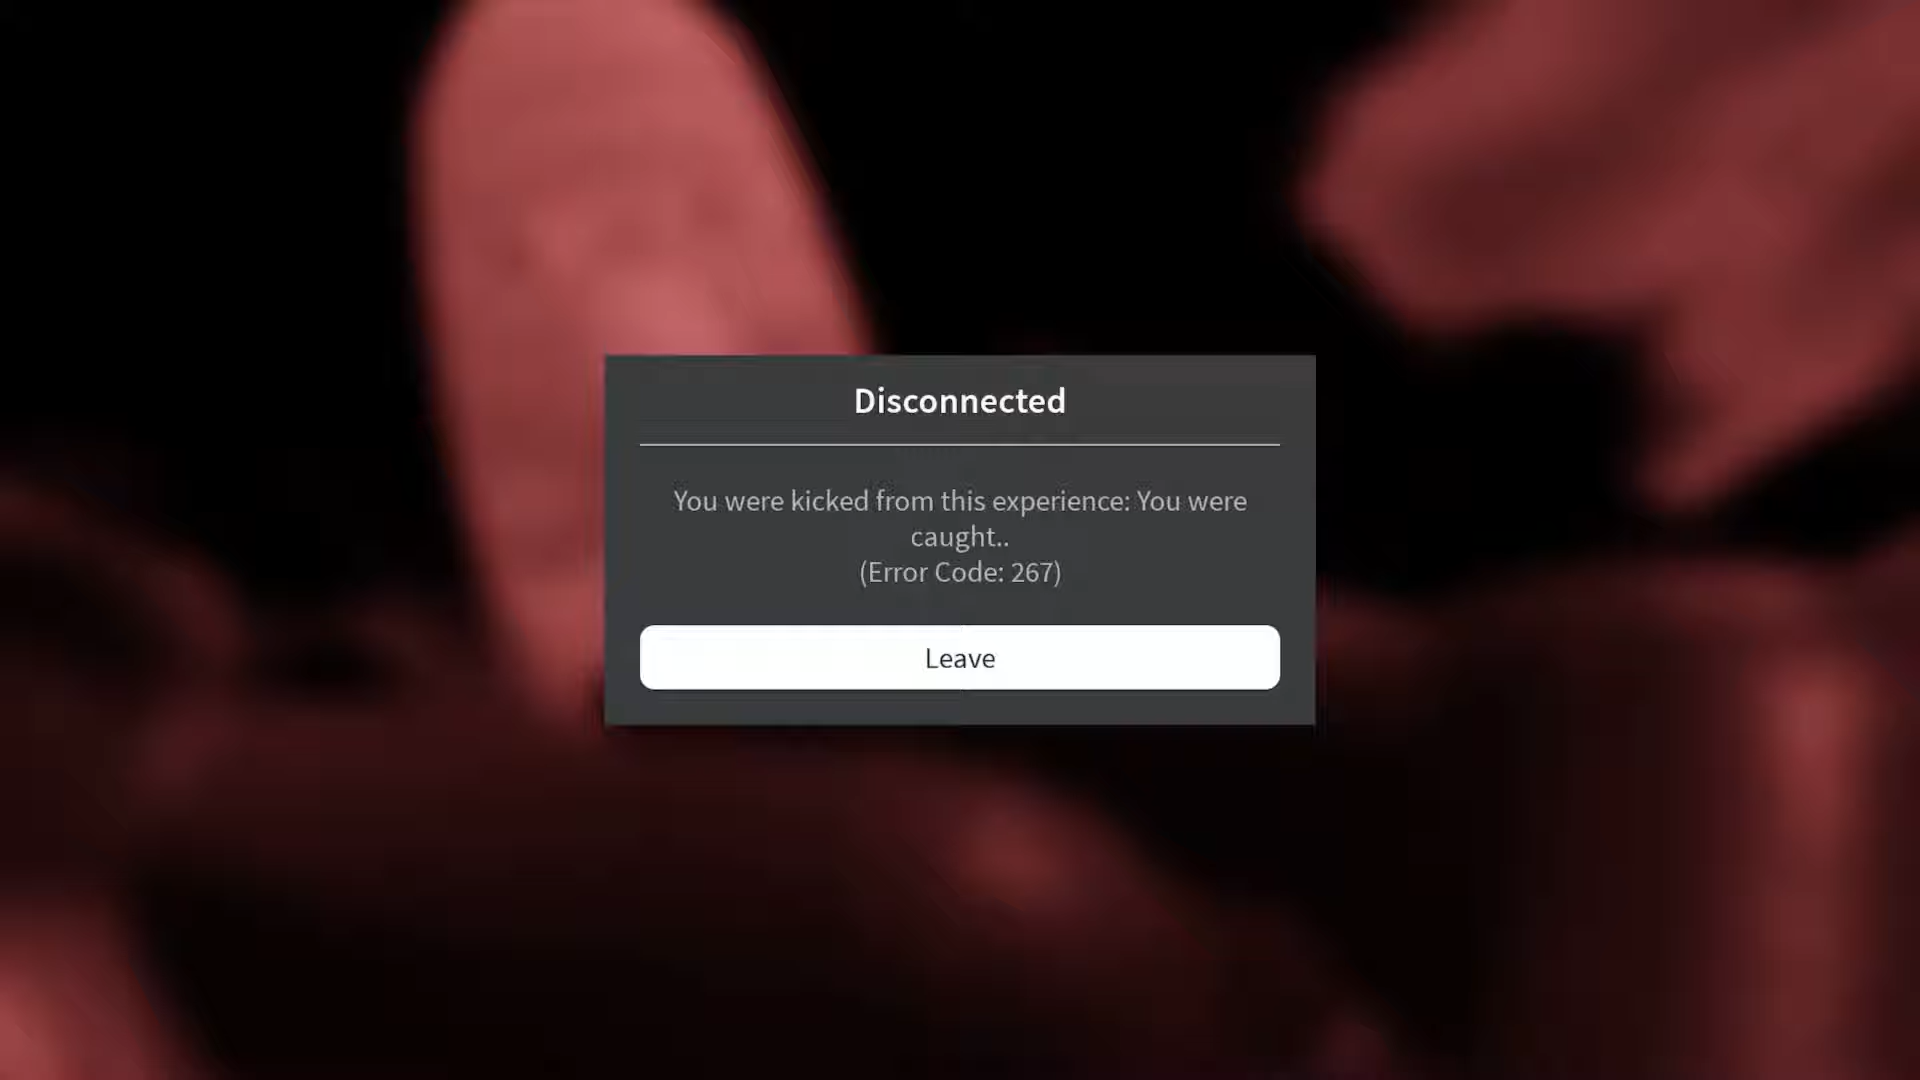 Disconnected
You were kicked from this experience: You were
caught..
(Error Code: 267)
Leave